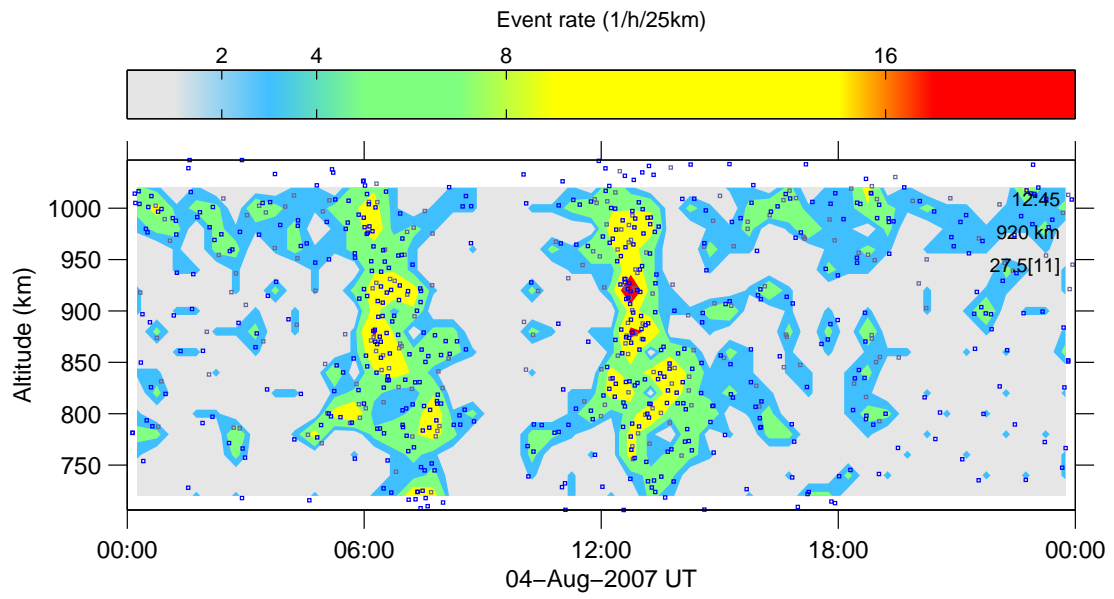 Event rate (1/h/25km)
2 4 8 16
1000
950
900
850
800
750
Altitude (km)
12:45
920 km
27.5[11]
00:00 06:00 12:00 18:00 00:00
04−Aug−2007 UT